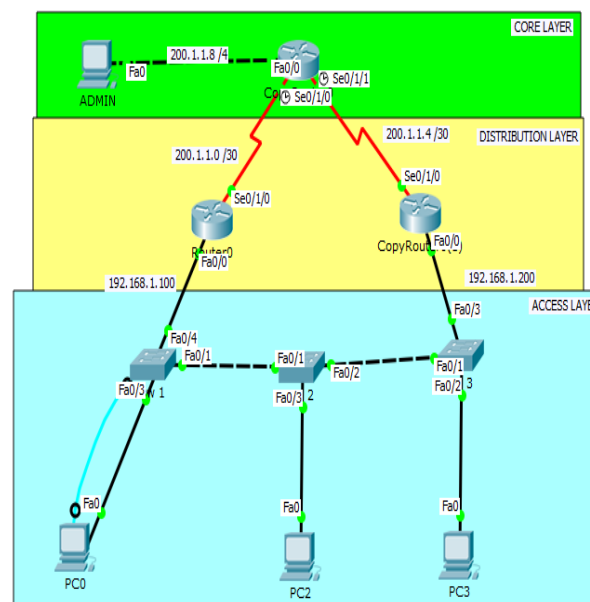 CORE LAYER
200.1.1.8 /4
Fa0
Fa0/0
Se0/1/1
ADMIN
Se0/1/0
DISTRIBUTION LAYER
200.1.1.4 /30
200.1.1.0 /30
Se0/1/0
Se0/1/0
Router0
Fa0/0
Fa0/0
192.168.1.100
192.168.1.200
ACCESS LAYE
Fa0/3
Fa0/4
Fa0/1
Fa0/1
Fa0/2
Fa0/1
3
Fa0/3
1
Fa0/3
2
Fa0/2
Fa0
Fa0
Fa0
PC0
PC2
PC3